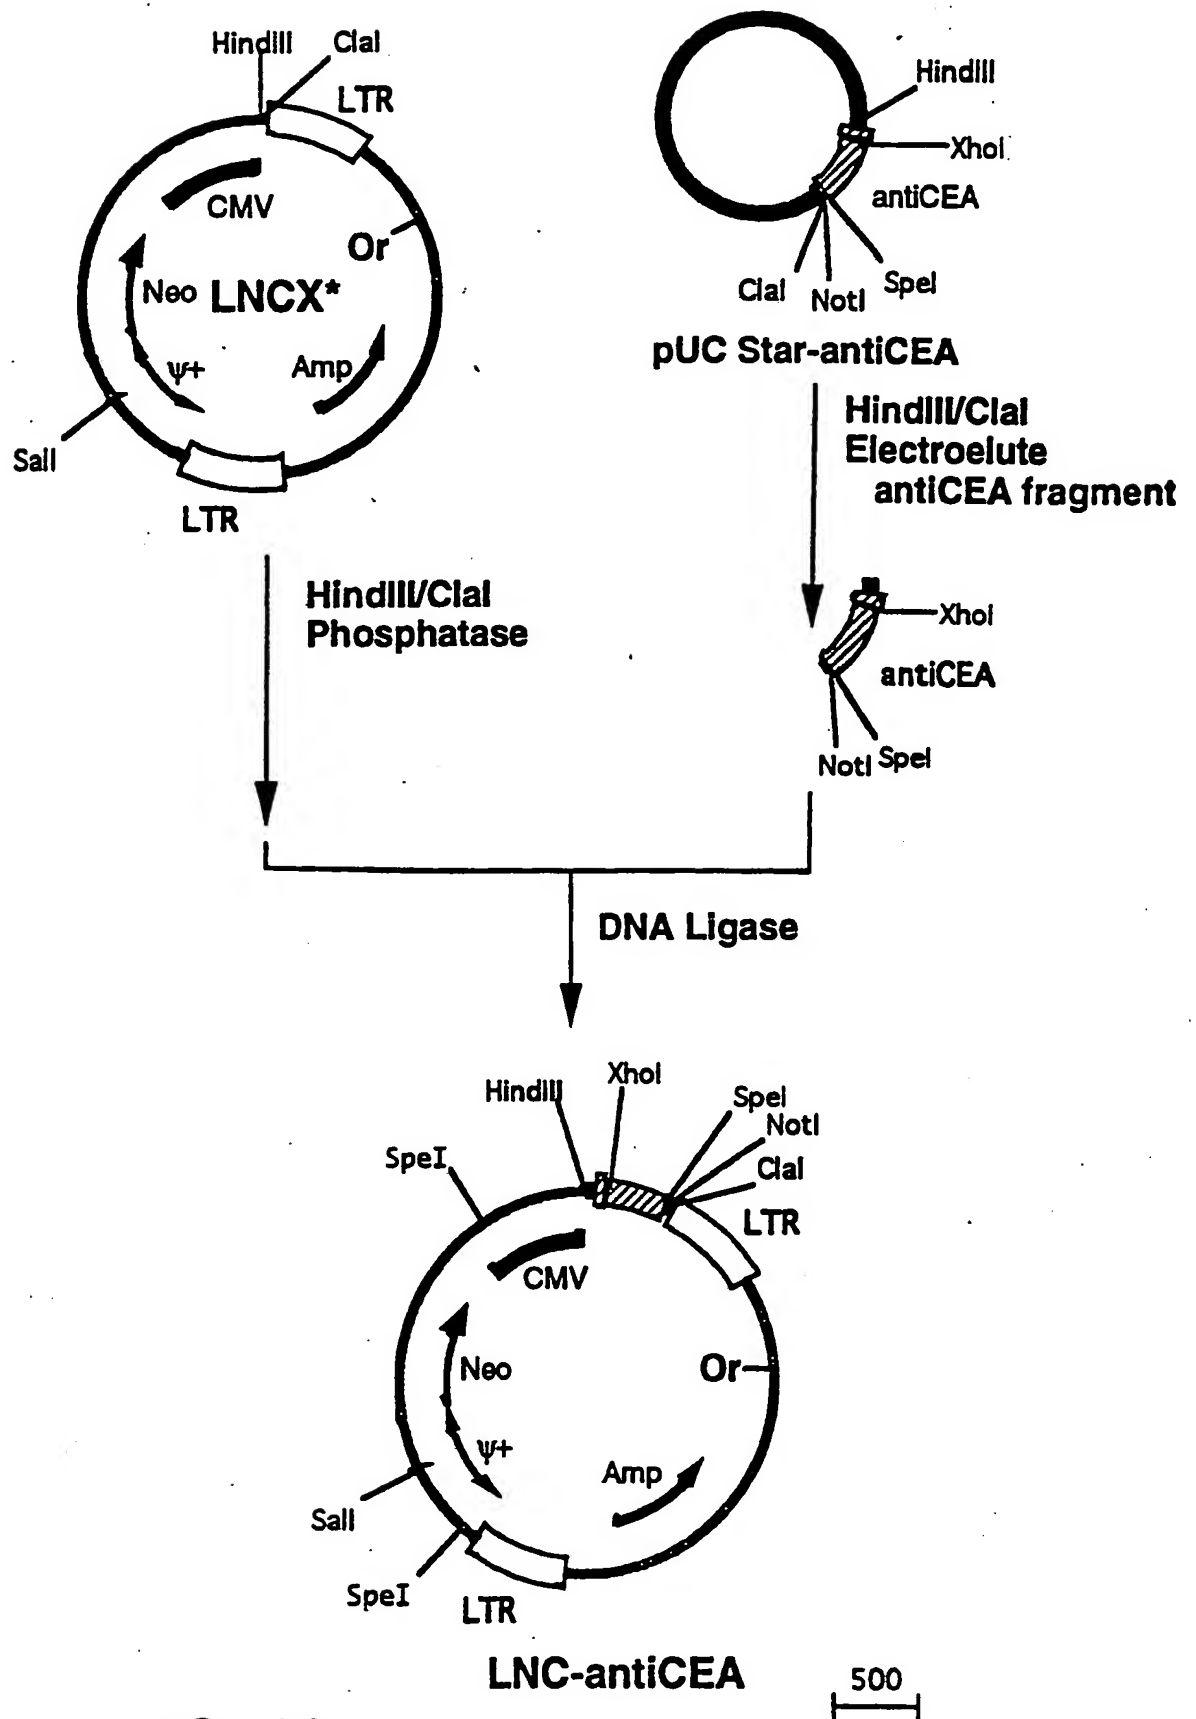 HindIII ClaI
LTR
CMV
Or
Neo LNCX*
ψ+
Amp
SalI
LTR
HindIII
XhoI
antiCEA
ClaI NotI SpeI
pUC Star-antiCEA
HindIII/ClaI
Electroelute
antiCEA fragment
HindIII/ClaI
Phosphatase
XhoI
antiCEA
NotI SpeI
DNA Ligase
HindIII
XhoI
SpeI
NotI
ClaI
SpeI
LTR
CMV
Neo
Or
ψ+
Amp
SalI
SpeI
LTR
LNC-antiCEA
500